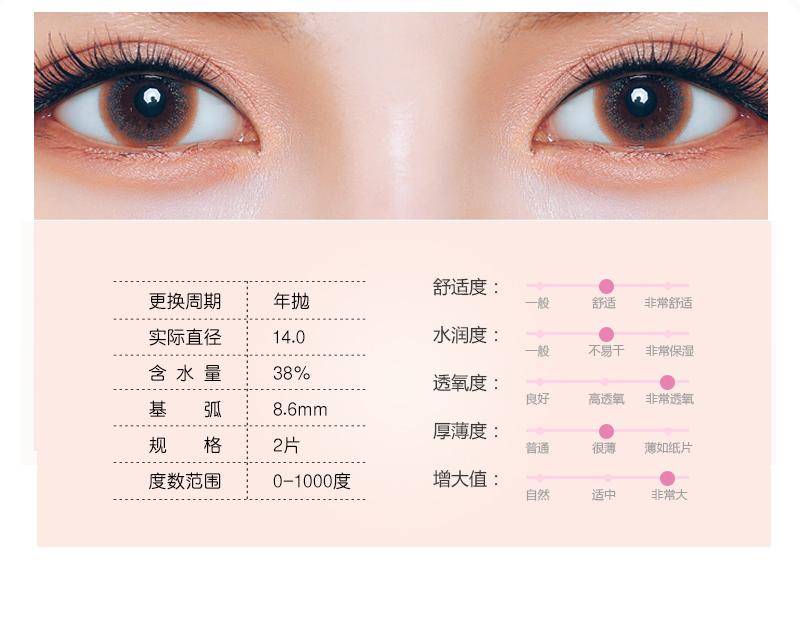 更换周期 年抛
实际直径 14.0
含水量 38%
基弧 8.6mm
规格 2片
度数范围 0-1000度
舒适度：
一般 舒适 非常舒适
水润度：
一般 不易干 非常保湿
透氧度：
良好 高透氧 非常透氧
厚薄度：
普通 很薄 薄如纸片
增大值：
自然 适中 非常大